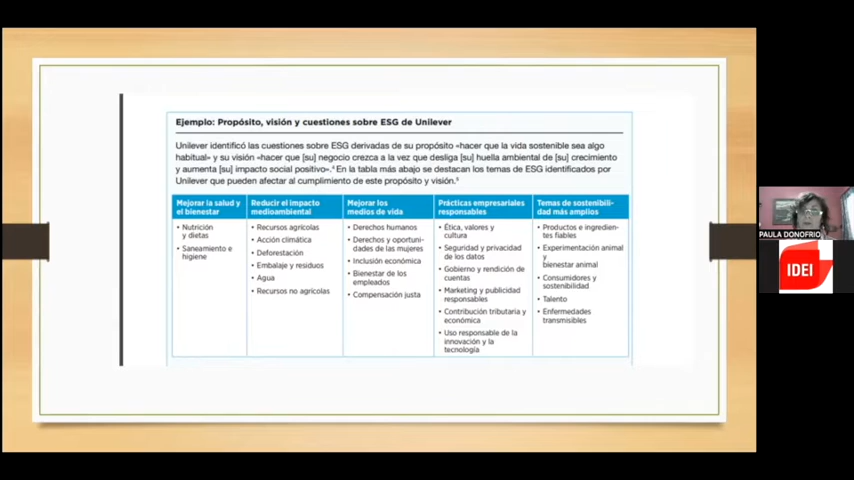 Ejemplo: Propósito, visión y cuestiones sobre ESG de Unilever
Unilever identificó las cuestiones sobre ESG derivadas de su propósito «hacer que la vida sostenible sea algo
habitual» y su visión «hacer que [su] negocio crezca a la vez que desliga [su] huella ambiental de [su] crecimiento
y aumenta [su] impacto social positivo».⁴ En la tabla más abajo se destacan los temas de ESG identificados por
Unilever que pueden afectar al cumplimiento de este propósito y visión.⁵
Mejorar la salud y
el bienestar
• Nutrición
y dietas
• Saneamiento e
higiene
Reducir el impacto
medioambiental
• Recursos agrícolas
• Acción climática
• Deforestación
• Embalaje y residuos
• Agua
• Recursos no agrícolas
Mejorar los
medios de vida
• Derechos humanos
• Derechos y oportuni-
dades de las mujeres
• Inclusión económica
• Bienestar de los
empleados
• Compensación justa
Prácticas empresariales
responsables
• Ética, valores y
cultura
• Seguridad y privacidad
de los datos
• Gobierno y rendición de
cuentas
• Marketing y publicidad
responsables
• Contribución tributaria y
económica
• Uso responsable de la
innovación y la
tecnología
Temas de sostenibili-
dad más amplios
• Productos e ingredien-
tes fiables
• Experimentación animal
y
bienestar animal
• Consumidores y
sostenibilidad
• Talento
• Enfermedades
transmisibles
PAULA DONOFRIO
IDEI